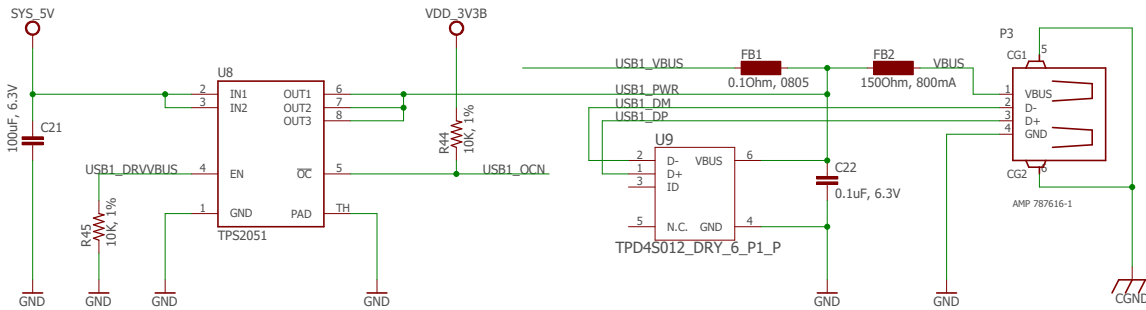 SYS_5V
VDD_3V3B
P3
U8
FB1
FB2
CG1
5
USB1_VBUS
VBUS
0.1Ohm, 0805
150Ohm, 800mA
100uF, 6.3V
C21
2
IN1
OUT1
6
USB1_PWR
1
VBUS
3
IN2
OUT2
7
USB1_DM
2
D-
OUT3
8
USB1_DP
3
D+
4
GND
R44
10K, 1%
U9
2
D-
VBUS
6
1
D+
3
ID
USB1_DRVVBUS
4
EN
OC
5
USB1_OCN
C22
0.1uF, 6.3V
CG2
6
AMP 787616-1
R45
10K, 1%
1
GND
PAD
TH
5
N.C.
GND
4
TPS2051
TPD4S012_DRY_6_P1_P
GND
GND
GND
GND
GND
GND
CGND